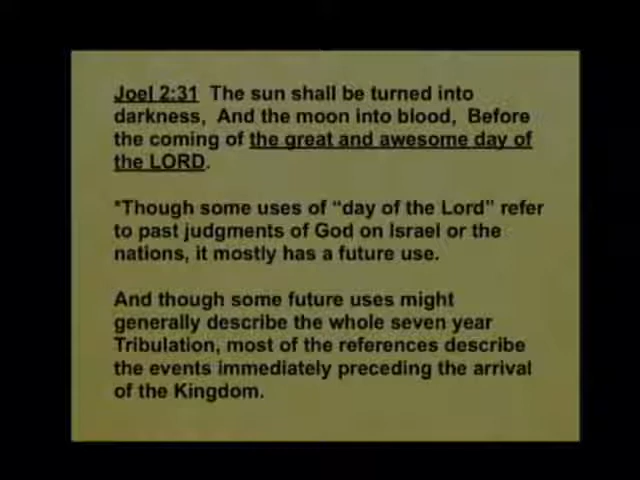 Joel 2:31  The sun shall be turned into
darkness,  And the moon into blood,  Before
the coming of the great and awesome day of
the LORD.
*Though some uses of “day of the Lord” refer
to past judgments of God on Israel or the
nations, it mostly has a future use.
And though some future uses might
generally describe the whole seven year
Tribulation, most of the references describe
the events immediately preceding the arrival
of the Kingdom.